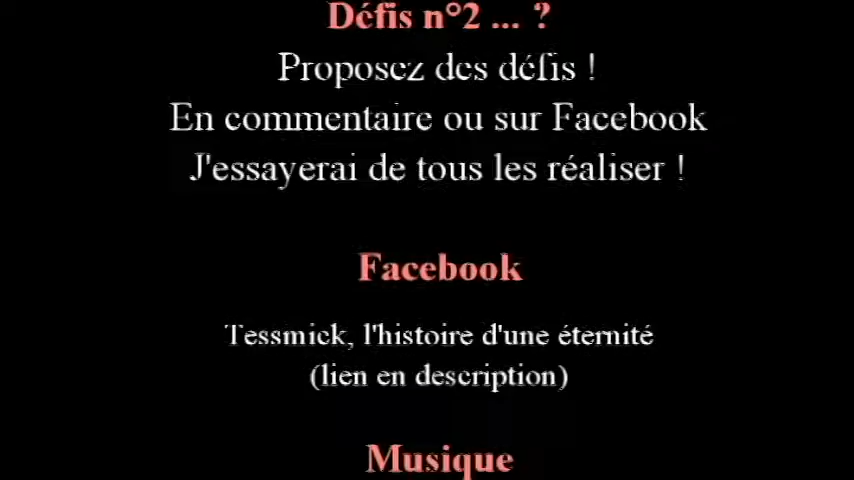 Défis n°2 ... ?
Proposez des défis !
En commentaire ou sur Facebook
J'essayerai de tous les réaliser !
Facebook
Tessmick, l'histoire d'une éternité
(lien en description)
Musique